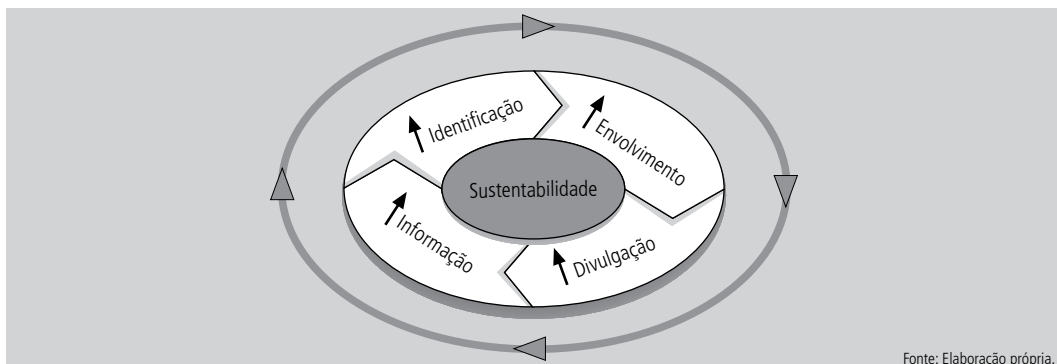 Identificação
Envolvimento
Sustentabilidade
Informação
Divulgação
Fonte: Elaboração própria.